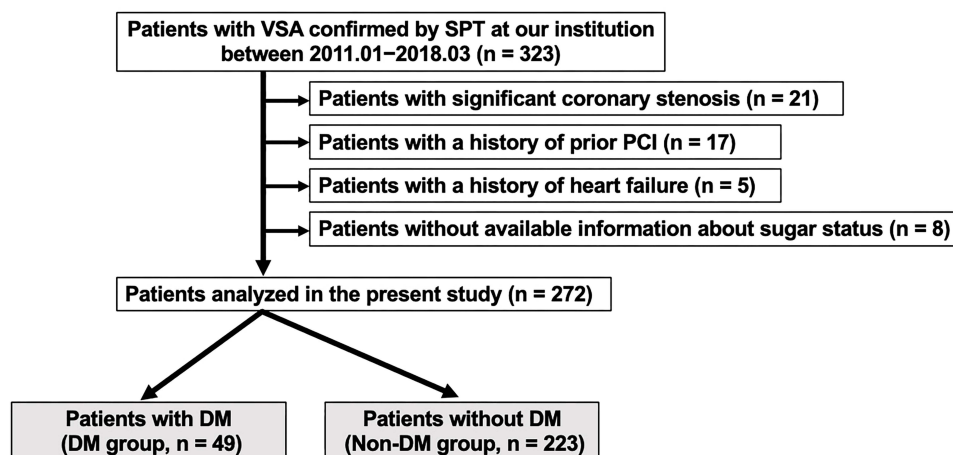 Patients with VSA confirmed by SPT at our institution
between 2011.01−2018.03 (n = 323)
Patients with significant coronary stenosis (n = 21)
Patients with a history of prior PCI (n = 17)
Patients with a history of heart failure (n = 5)
Patients without available information about sugar status (n = 8)
Patients analyzed in the present study (n = 272)
Patients with DM
(DM group, n = 49)
Patients without DM
(Non-DM group, n = 223)